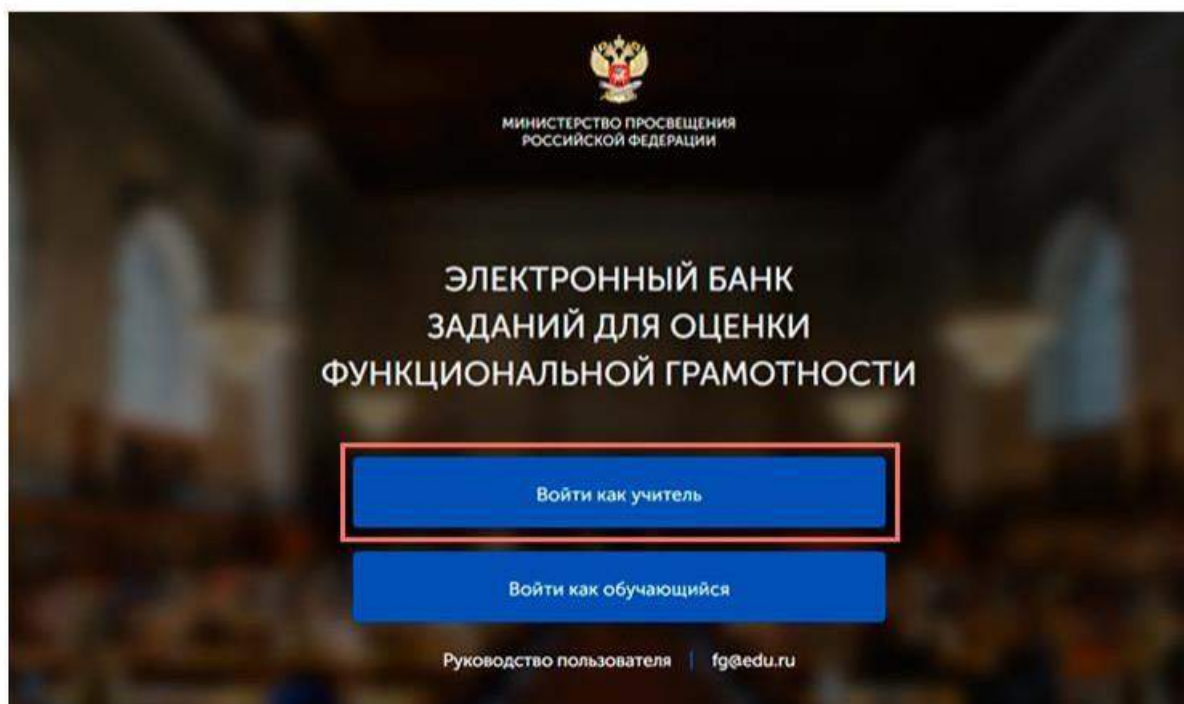 МИНИСТЕРСТВО ПРОСВЕЩЕНИЯ
РОССИЙСКОЙ ФЕДЕРАЦИИ
ЭЛЕКТРОННЫЙ БАНК
ЗАДАНИЙ ДЛЯ ОЦЕНКИ
ФУНКЦИОНАЛЬНОЙ ГРАМОТНОСТИ
Войти как учитель
Войти как обучающийся
Руководство пользователя | fg@edu.ru